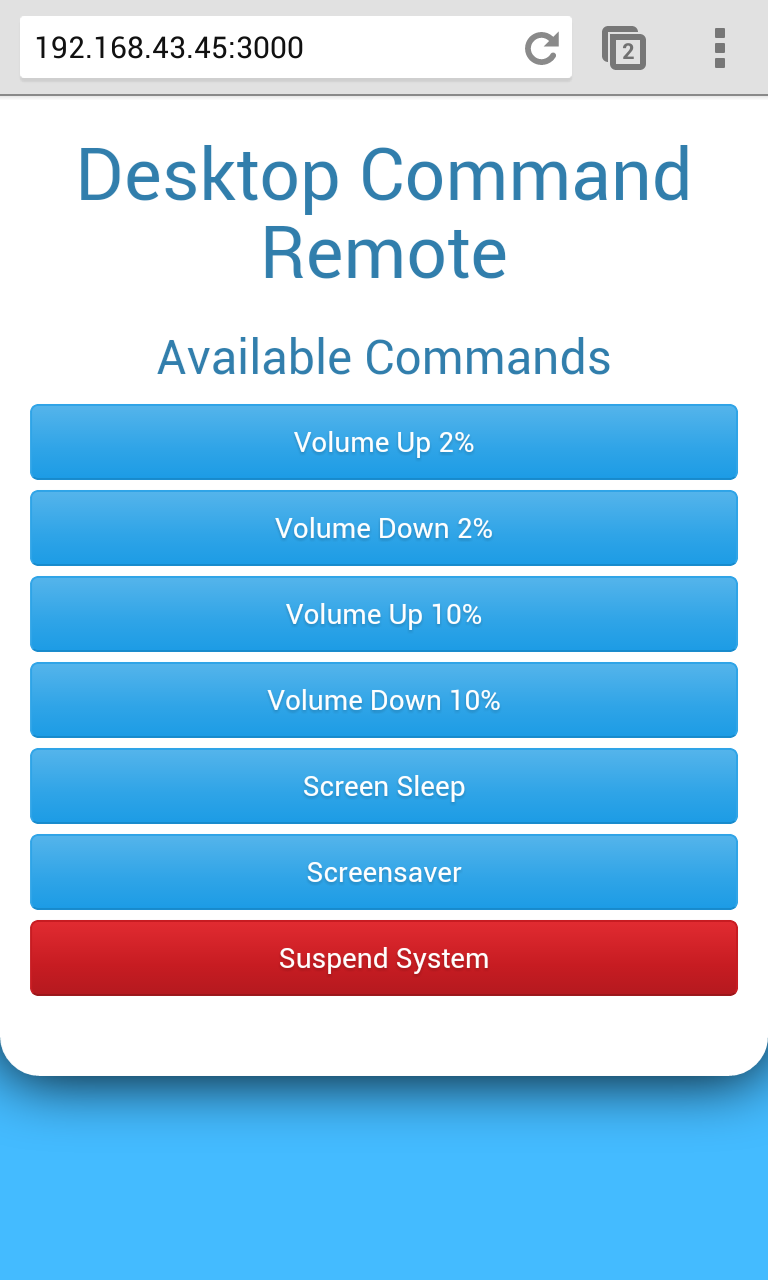 192.168.43.45:3000
2
Desktop Command
Remote
Available Commands
Volume Up 2%
Volume Down 2%
Volume Up 10%
Volume Down 10%
Screen Sleep
Screensaver
Suspend System